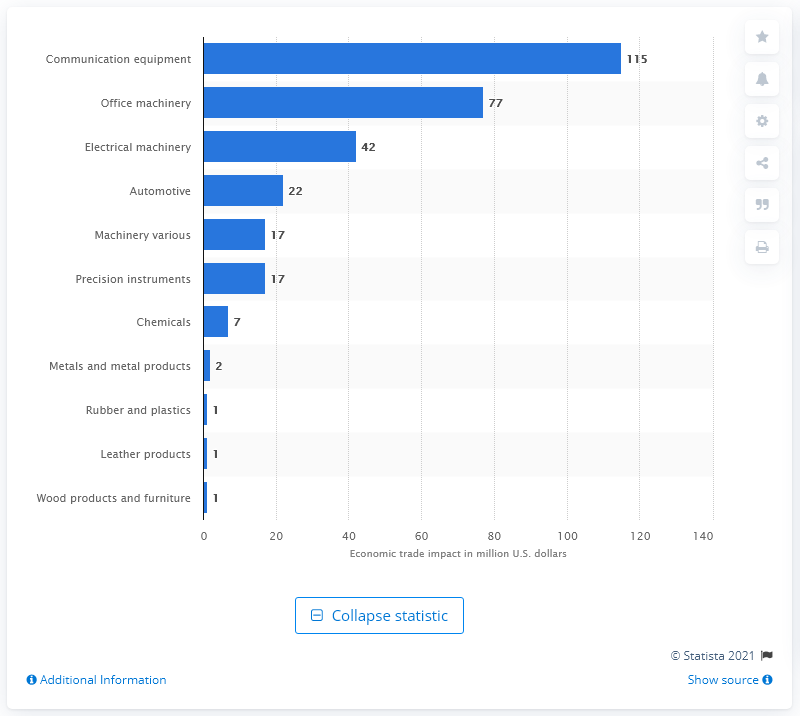 Communication equipment 115
Office machinery 77
Electrical machinery 42
Automotive 22
Machinery various 17
Precision instruments 17
Chemicals 7
Metals and metal products 2
Rubber and plastics 1
Leather products 1
Wood products and furniture 1
0 20 40 60 80 100 120 140
Economic trade impact in million U.S. dollars
Collapse statistic
© Statista 2021
Additional Information Show source